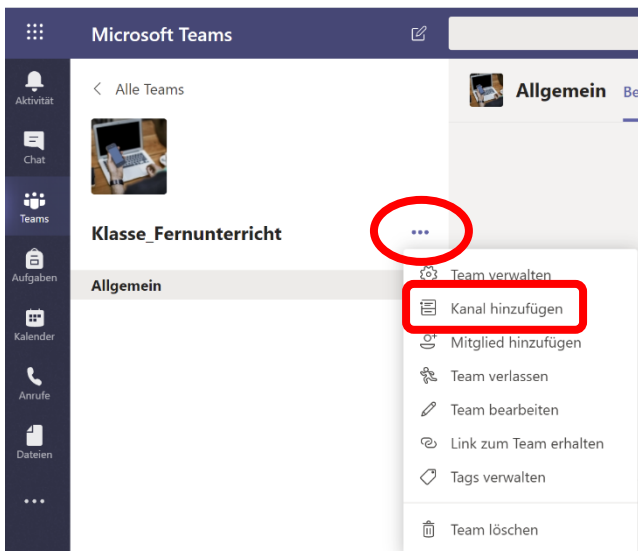 Microsoft Teams
Aktivität
Chat
Teams
Aufgaben
Kalender
Anrufe
Dateien
Alle Teams
Klasse_Fernunterricht
Allgemein
Allgemein Be
Team verwalten
Kanal hinzufügen
Mitglied hinzufügen
Team verlassen
Team bearbeiten
Link zum Team erhalten
Tags verwalten
Team löschen